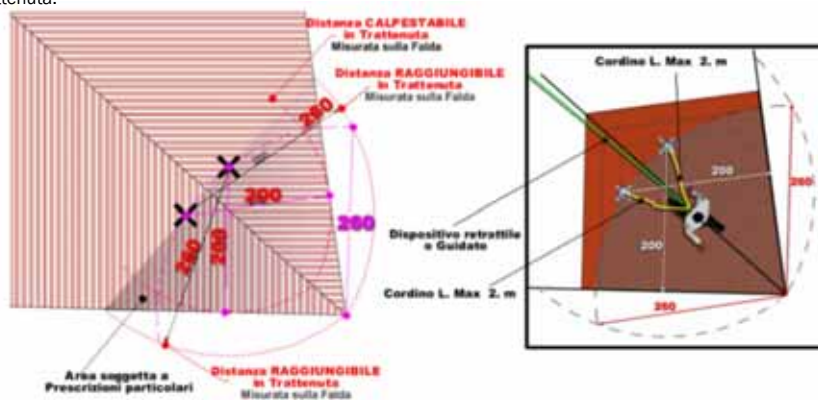 Distanza CALPESTABILE
in Trattenuta
Misurata sulla Falda
Distanza RAGGIUNGIBILE
in Trattenuta
Misurata sulla Falda
260
200
260
260
200
Area soggetta a
Prescrizioni particolari
Distanza RAGGIUNGIBILE
in Trattenuta
Misurata sulla Falda
Cordino L. Max 2. m
200
260
Dispositivo retrattile
o Guidato
200
Cordino L. Max 2. m
260